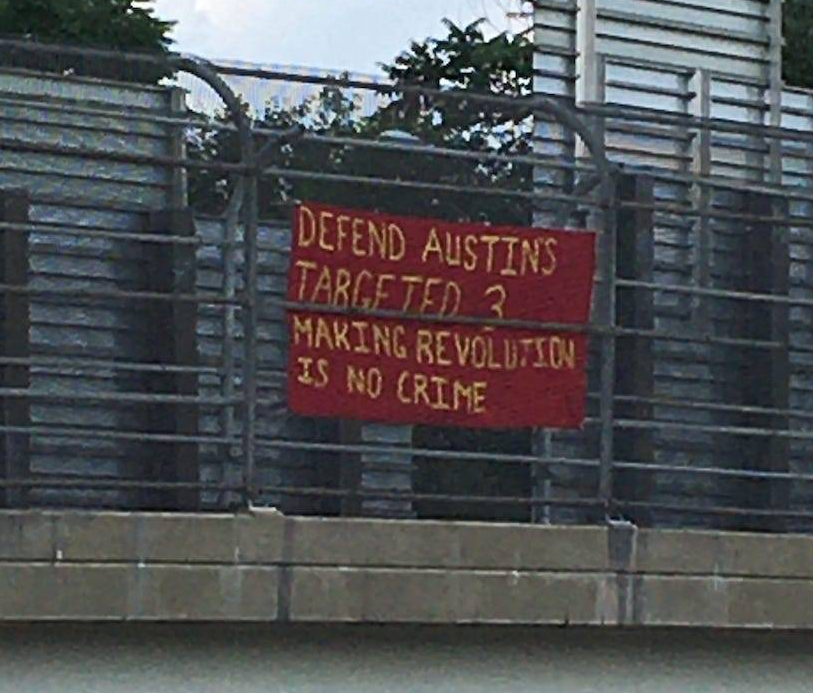 DEFEND AUSTIN'S
TARGETED 3
MAKING REVOLUTION
IS NO CRIME